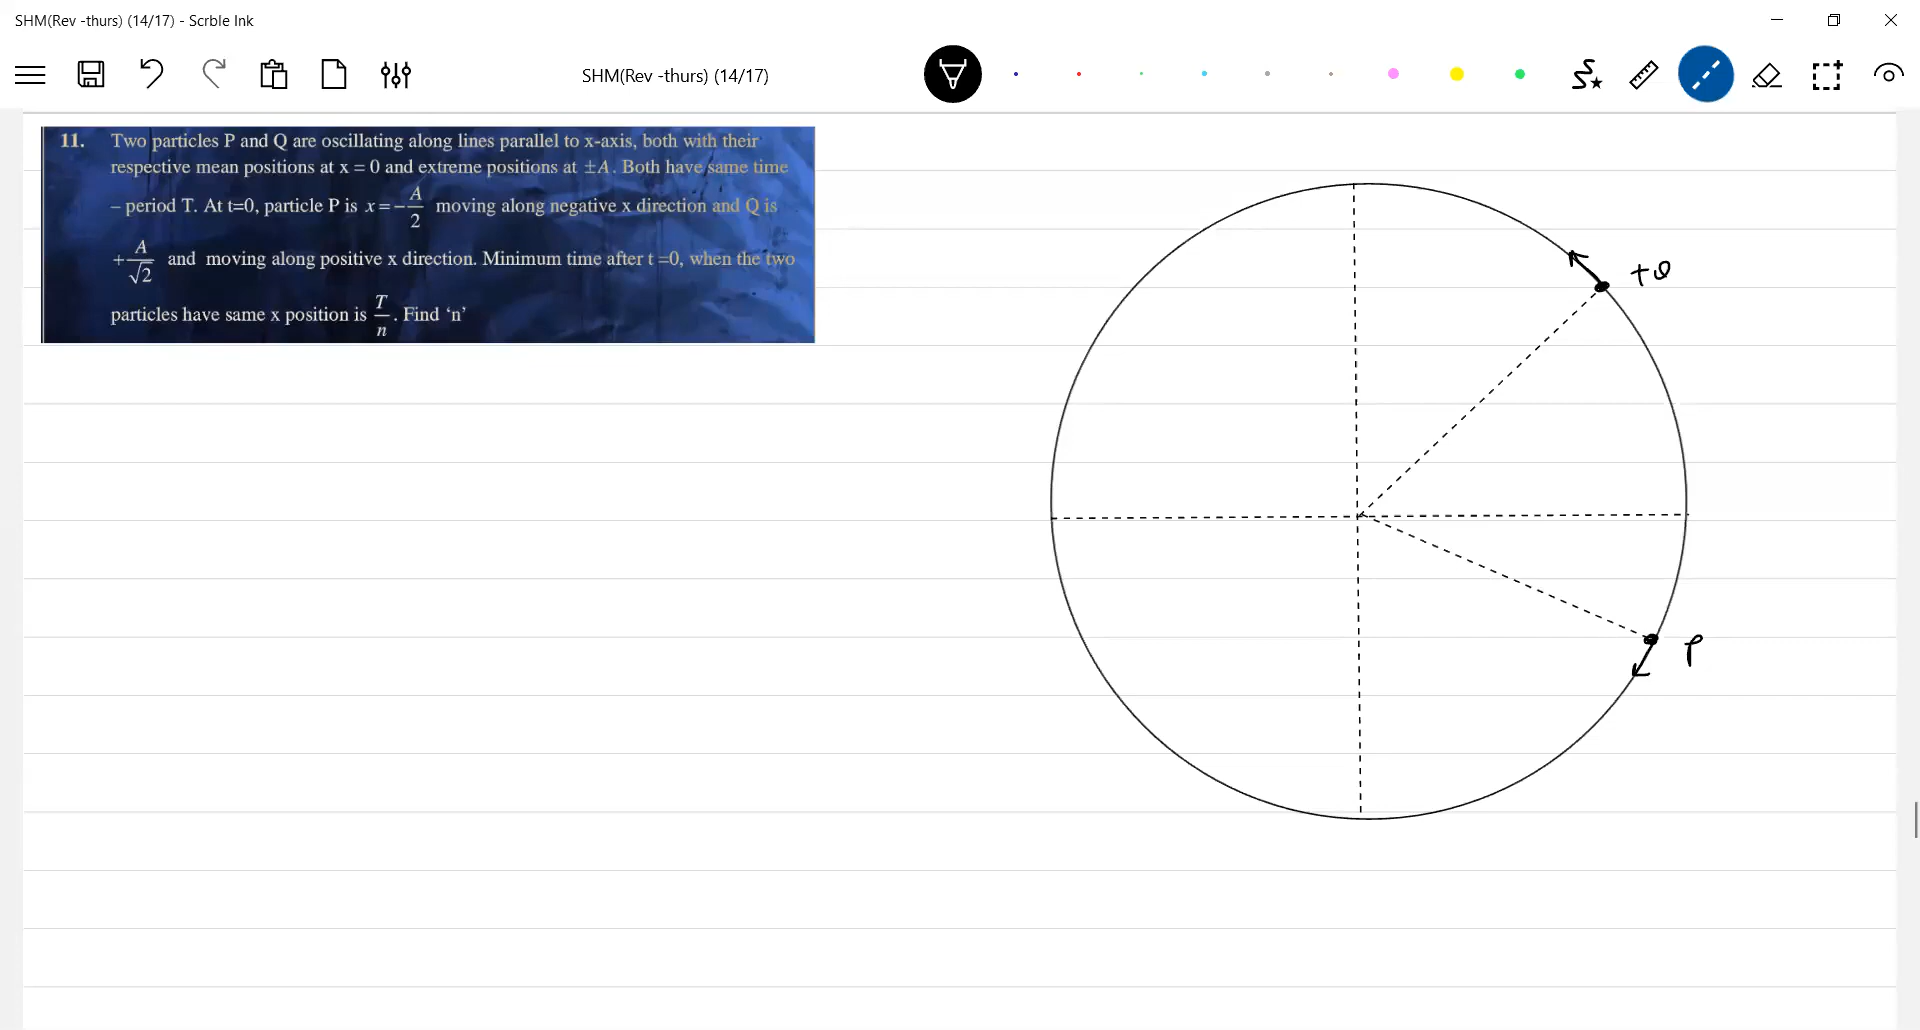 SHM(Rev -thurs) (14/17) - Scrble Ink
SHM(Rev -thurs) (14/17)
11. Two particles P and Q are oscillating along lines parallel to x-axis, both with their
respective mean positions at x = 0 and extreme positions at ±A. Both have same time
– period T. At t=0, particle P is x = -A/2 moving along negative x direction and Q is
+A/√2 and moving along positive x direction. Minimum time after t =0, when the two
particles have same x position is T/n. Find ‘n’
+Q
P